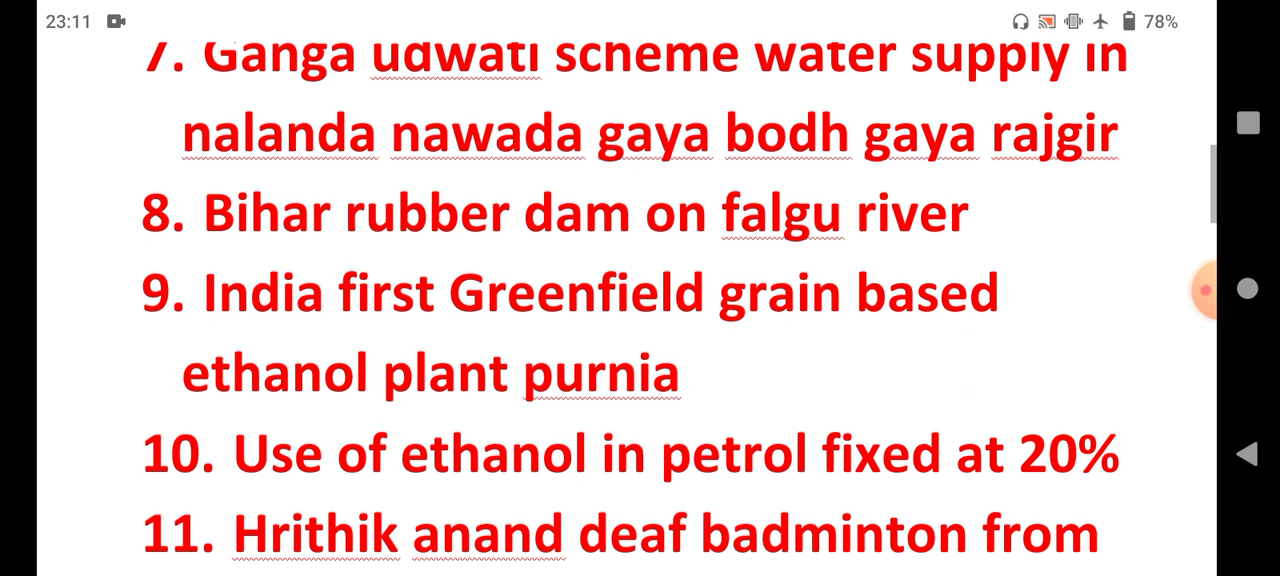 23:11
78%
7. Ganga udwati scheme water supply in
nalanda nawada gaya bodh gaya rajgir
8. Bihar rubber dam on falgu river
9. India first Greenfield grain based
ethanol plant purnia
10. Use of ethanol in petrol fixed at 20%
11. Hrithik anand deaf badminton from